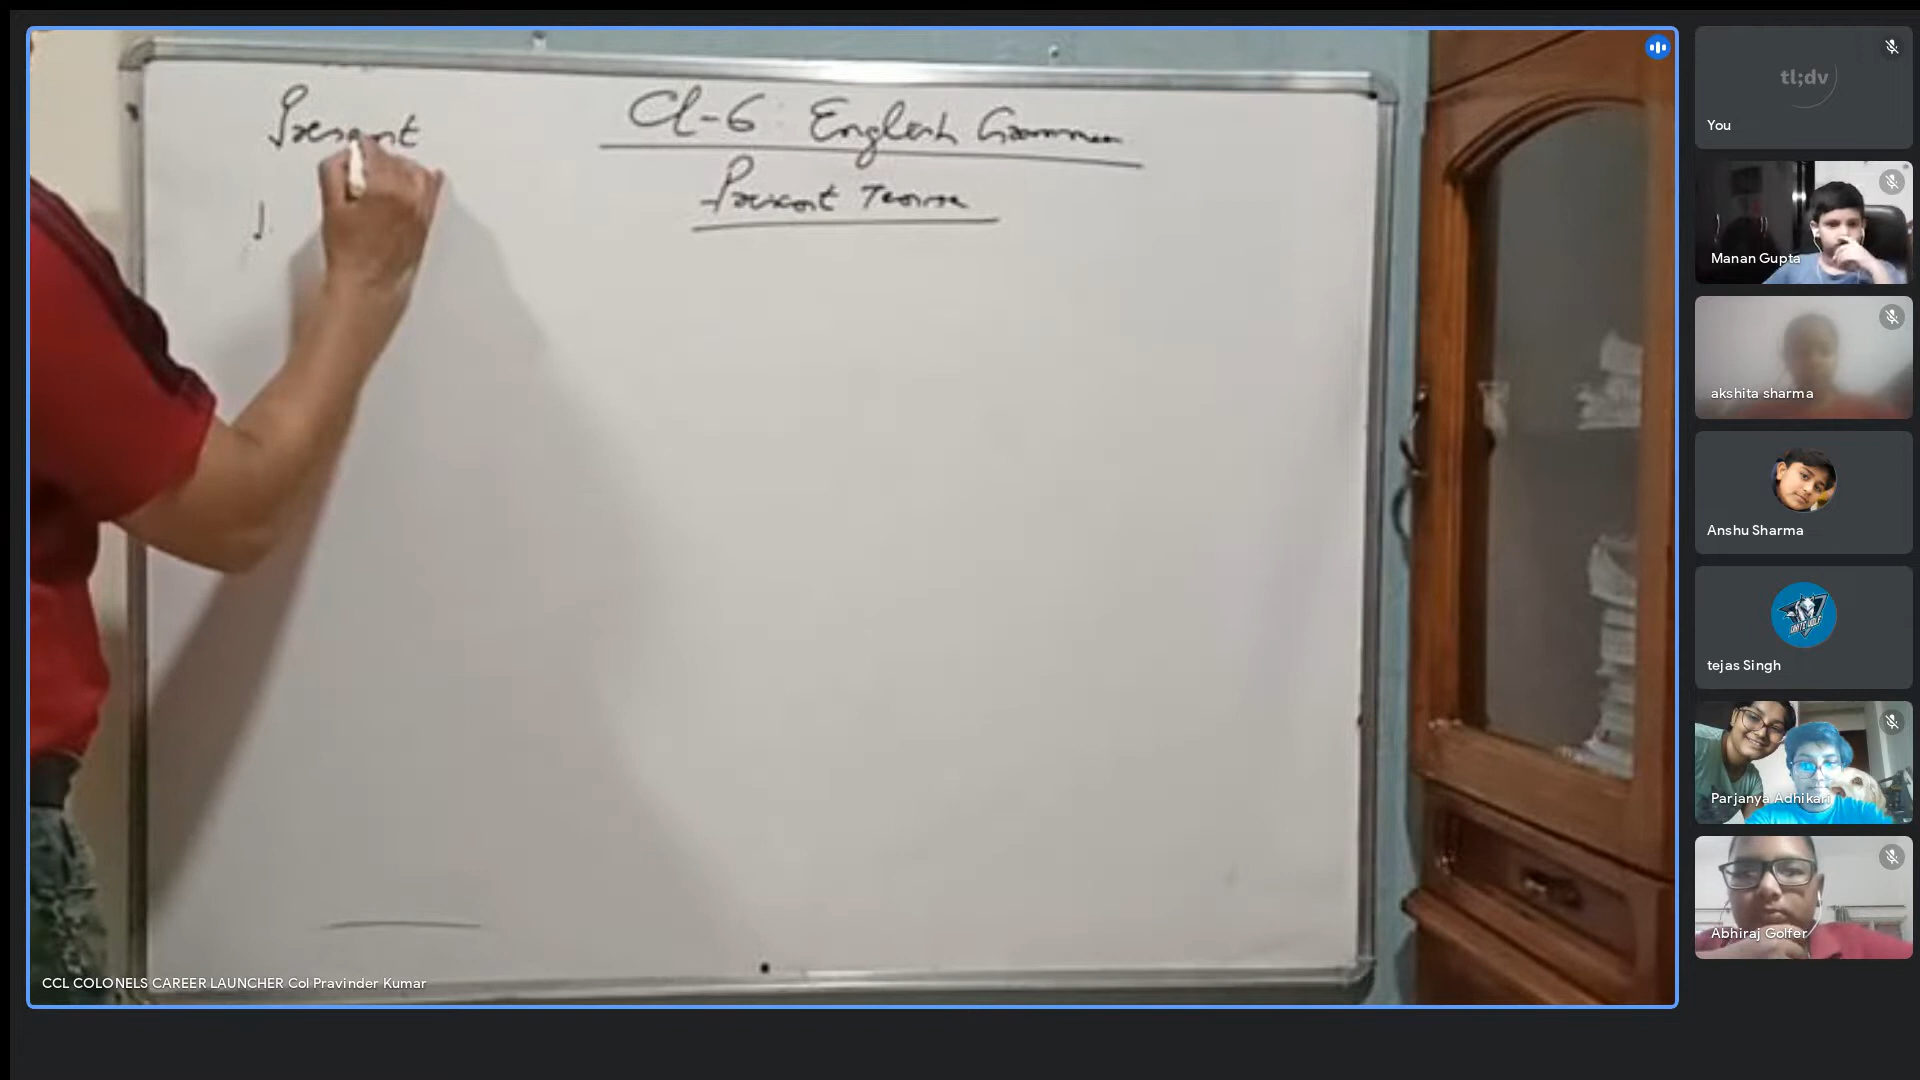 Present
1.
Cl-6 English Grammar
Present Tense
CCL COLONELS CAREER LAUNCHER Col Pravinder Kumar
tl;dv
You
Manan Gupta
akshita sharma
Anshu Sharma
tejas Singh
Parjanya Adhikari
Abhiraj Golfer